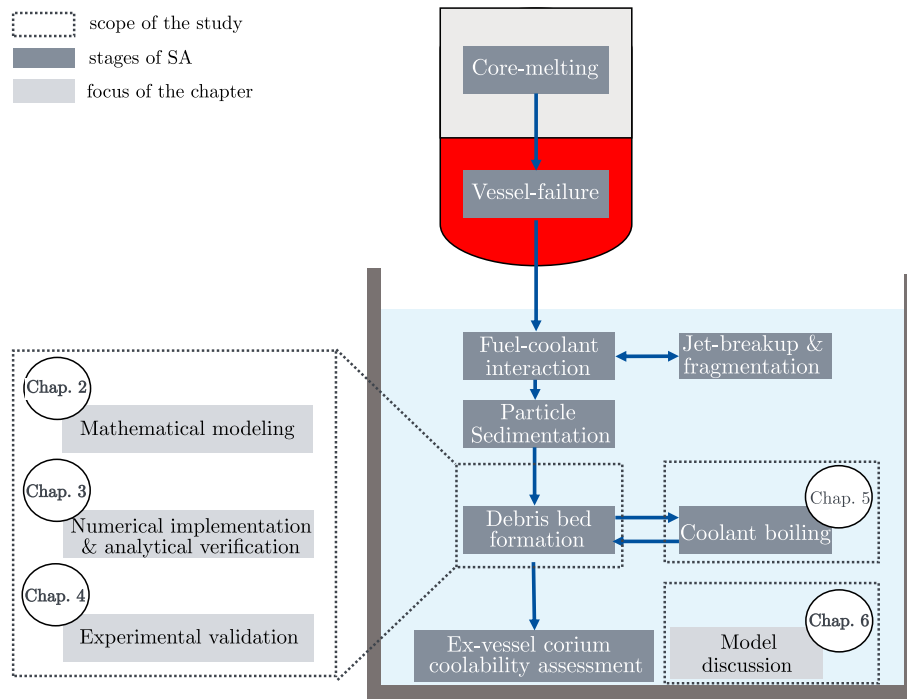 scope of the study
stages of SA
focus of the chapter
Core-melting
Vessel-failure
Fuel-coolant
interaction
Jet-breakup &
fragmentation
Particle
Sedimentation
Debris bed
formation
Chap. 5
Coolant boiling
Ex-vessel corium
coolability assessment
Chap. 6
Model
discussion
Chap. 2
Mathematical modeling
Chap. 3
Numerical implementation
& analytical verification
Chap. 4
Experimental validation